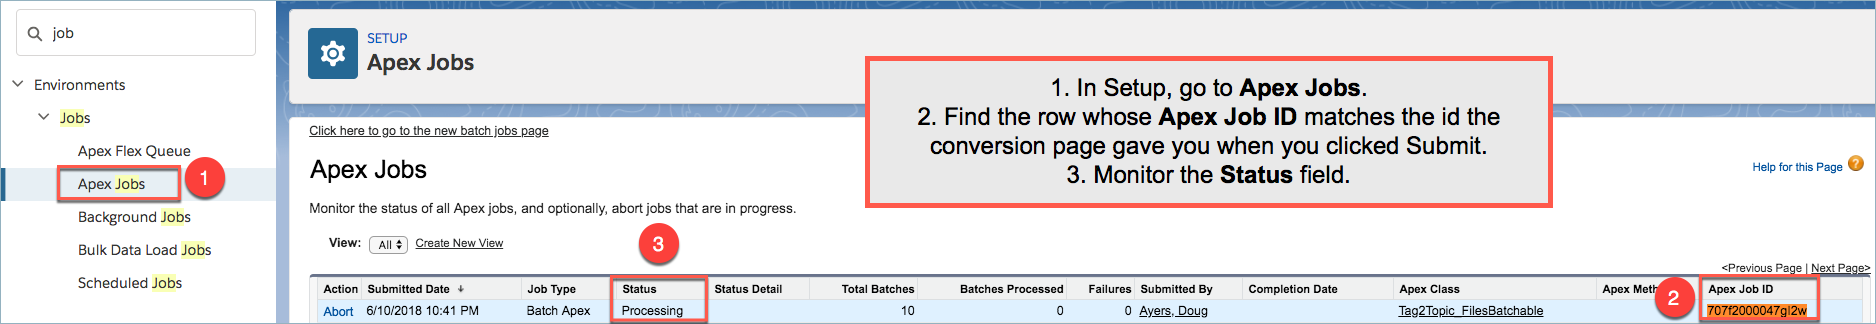 job
Environments
Jobs
Apex Flex Queue
Apex Jobs
1
Background Jobs
Bulk Data Load Jobs
Scheduled Jobs
SETUP
Apex Jobs
1. In Setup, go to Apex Jobs.
2. Find the row whose Apex Job ID matches the id the
conversion page gave you when you clicked Submit.
3. Monitor the Status field.
Click here to go to the new batch jobs page
Help for this Page ?
Apex Jobs
Monitor the status of all Apex jobs, and optionally, abort jobs that are in progress.
View: All Create New View
3
<Previous Page | Next Page>
Action Submitted Date Job Type Status Status Detail Total Batches Batches Processed Failures Submitted By Completion Date Apex Class Apex Meth Apex Job ID
2
Abort 6/10/2018 10:41 PM Batch Apex Processing 10 0 0 Ayers, Doug Tag2Topic_FilesBatchable 707f2000047gl2w